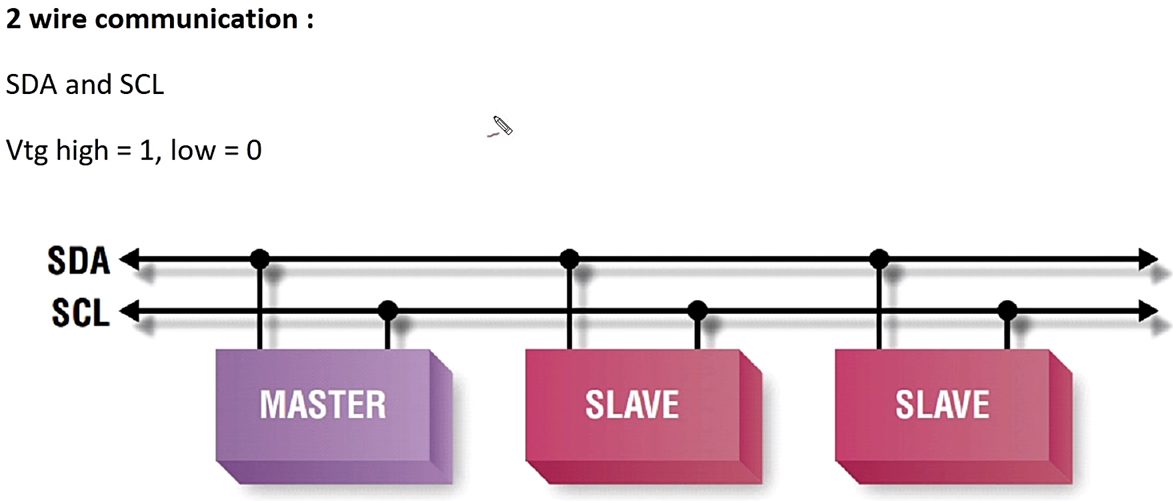 2 wire communication :
SDA and SCL
Vtg high = 1, low = 0
SDA
SCL
MASTER SLAVE SLAVE